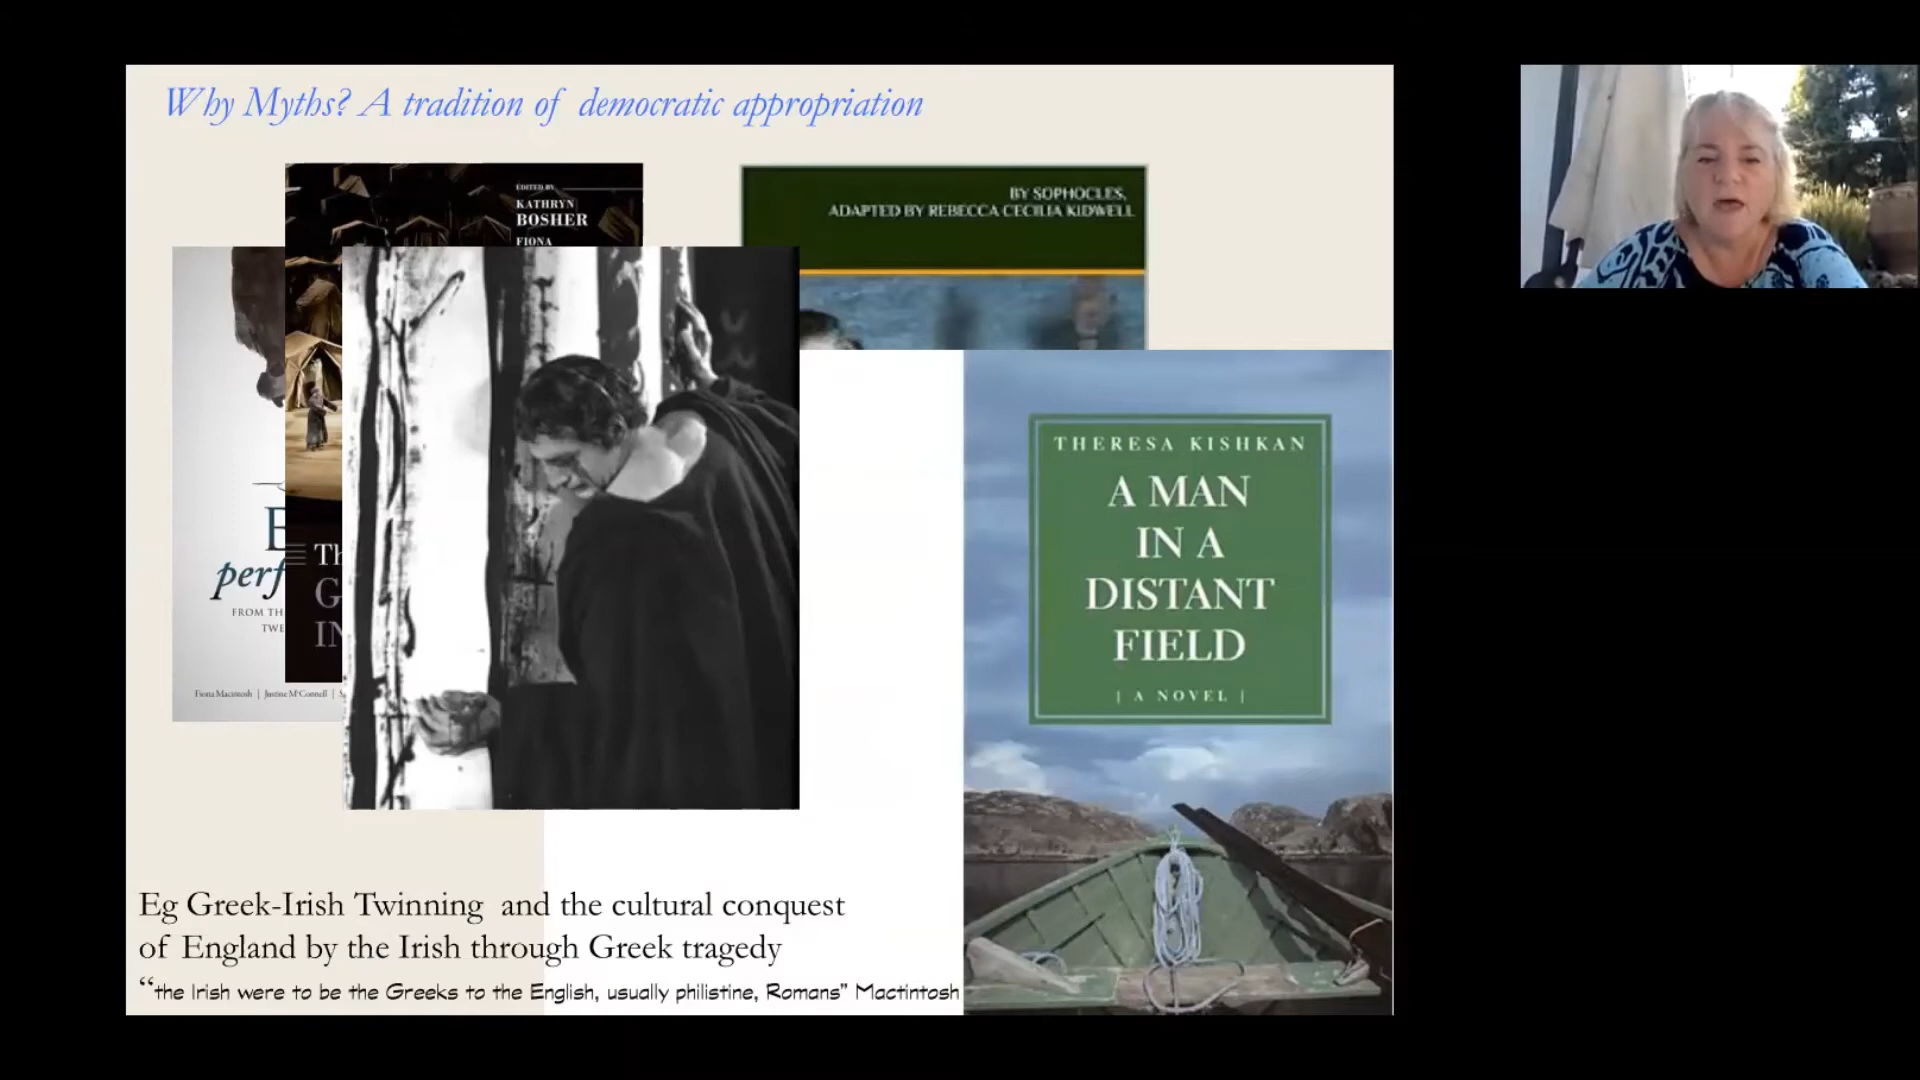 Why Myths? A tradition of democratic appropriation
EDITED BY
KATHRYN
BOSHER
FIONA
BY SOPHOCLES,
ADAPTED BY REBECCA CECILIA KIDWELL
THERESA KISHKAN
A MAN
IN A
DISTANT
FIELD
| A NOVEL |
E
perf
FROM TH
TWE
Th
G
IN
Fiona Macintosh | Justine McConnell | S
Eg Greek-Irish Twinning and the cultural conquest
of England by the Irish through Greek tragedy
“the Irish were to be the Greeks to the English, usually philistine, Romans” Mactintosh